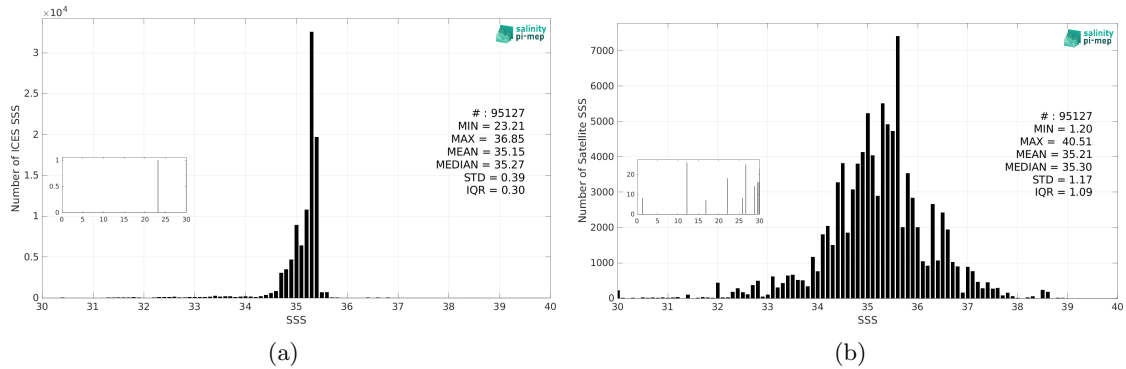 ×10^4
3
2.5
2
1.5
1
0.5
0
Number of ICES SSS
salinity
pi-mep
# : 95127
MIN = 23.21
MAX = 36.85
MEAN = 35.15
MEDIAN = 35.27
STD = 0.39
IQR = 0.30
1
0.5
0
0 5 10 15 20 25 30
30 31 32 33 34 35 36 37 38 39 40
SSS
(a)
7000
6000
5000
4000
3000
2000
1000
0
Number of Satellite SSS
salinity
pi-mep
# : 95127
MIN = 1.20
MAX = 40.51
MEAN = 35.21
MEDIAN = 35.30
STD = 1.17
IQR = 1.09
20
10
0
0 5 10 15 20 25 30
30 31 32 33 34 35 36 37 38 39 40
SSS
(b)